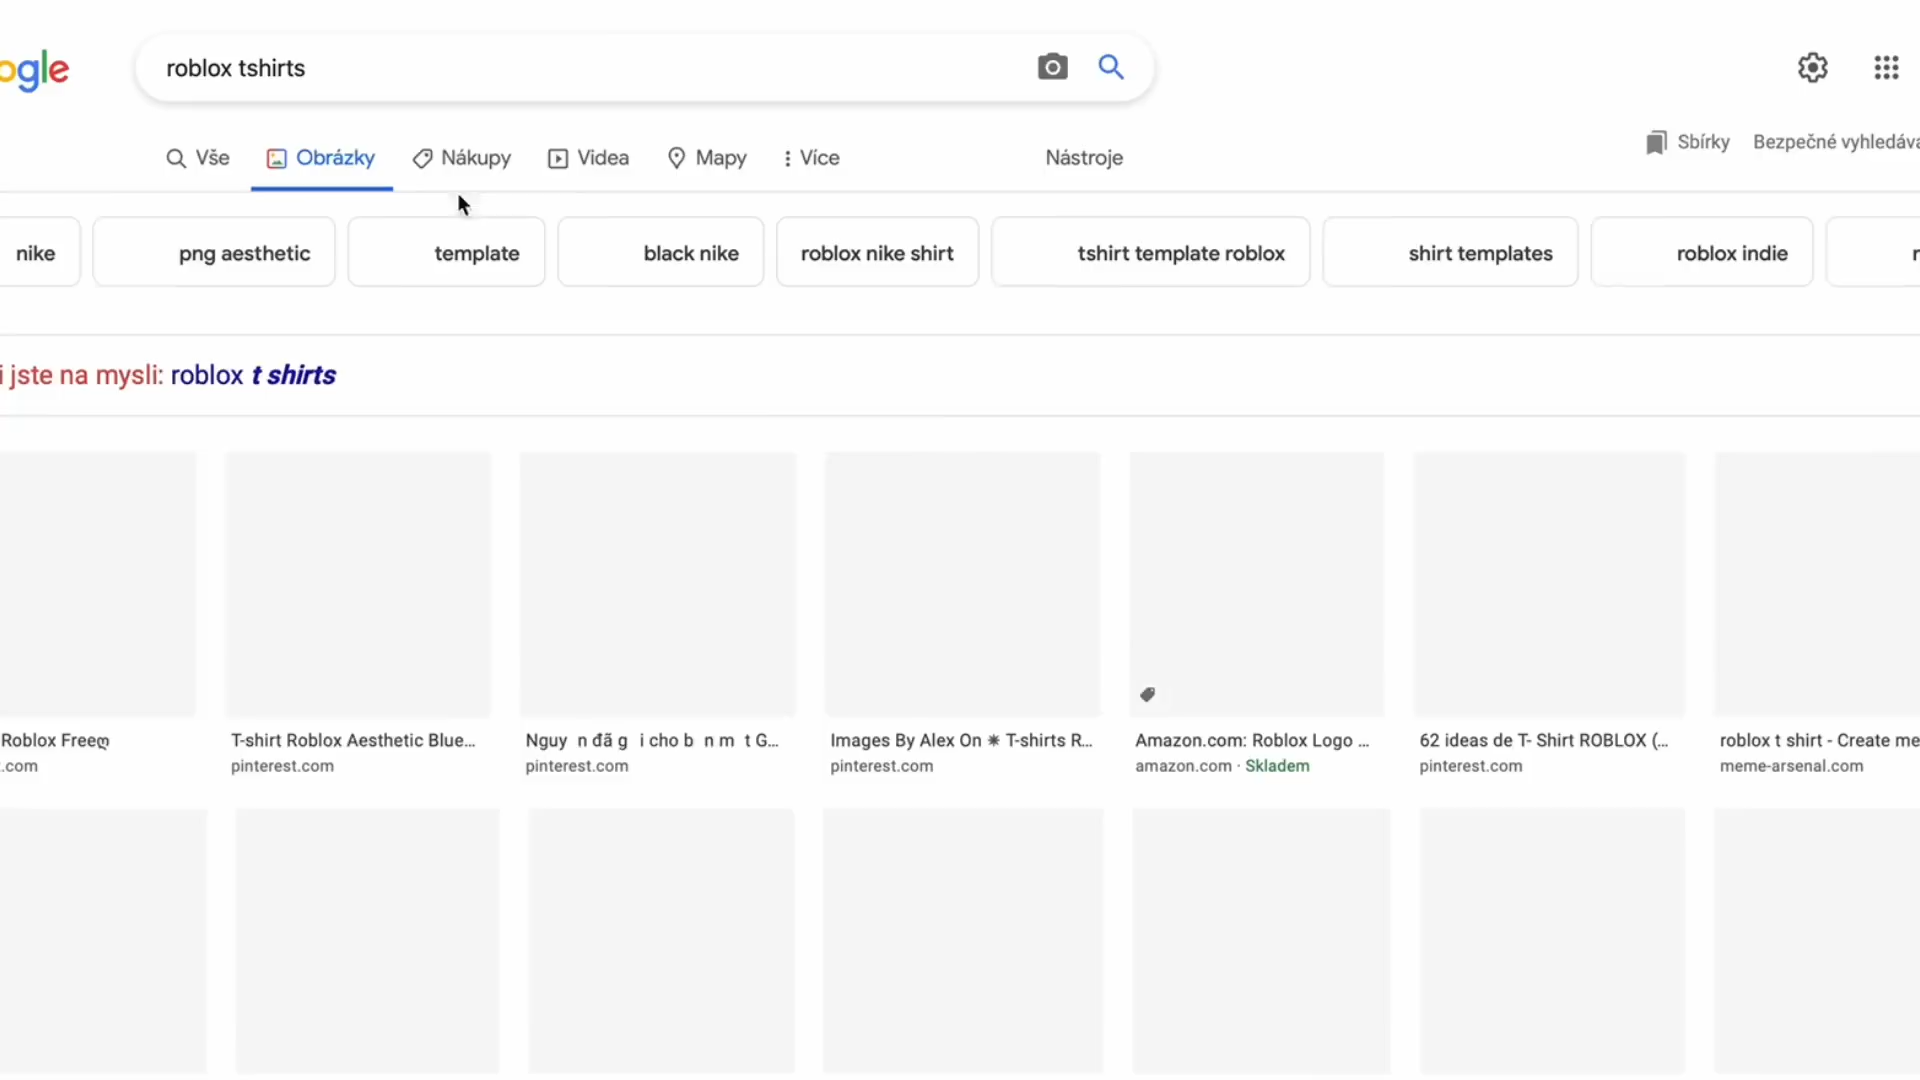 ogle
roblox tshirts
Vše Obrázky Nákupy Videa Mapy Více Nástroje
Sbírky Bezpečné vyhledáva
nike png aesthetic template black nike roblox nike shirt tshirt template roblox shirt templates roblox indie r
i jste na mysli: roblox t shirts
Roblox Freeღ T-shirt Roblox Aesthetic Blue... Nguy n đã g i cho b n m t G... Images By Alex On ✷ T-shirts R... Amazon.com: Roblox Logo ... 62 ideas de T- Shirt ROBLOX (... roblox t shirt - Create me
.com pinterest.com pinterest.com pinterest.com amazon.com · Skladem pinterest.com meme-arsenal.com